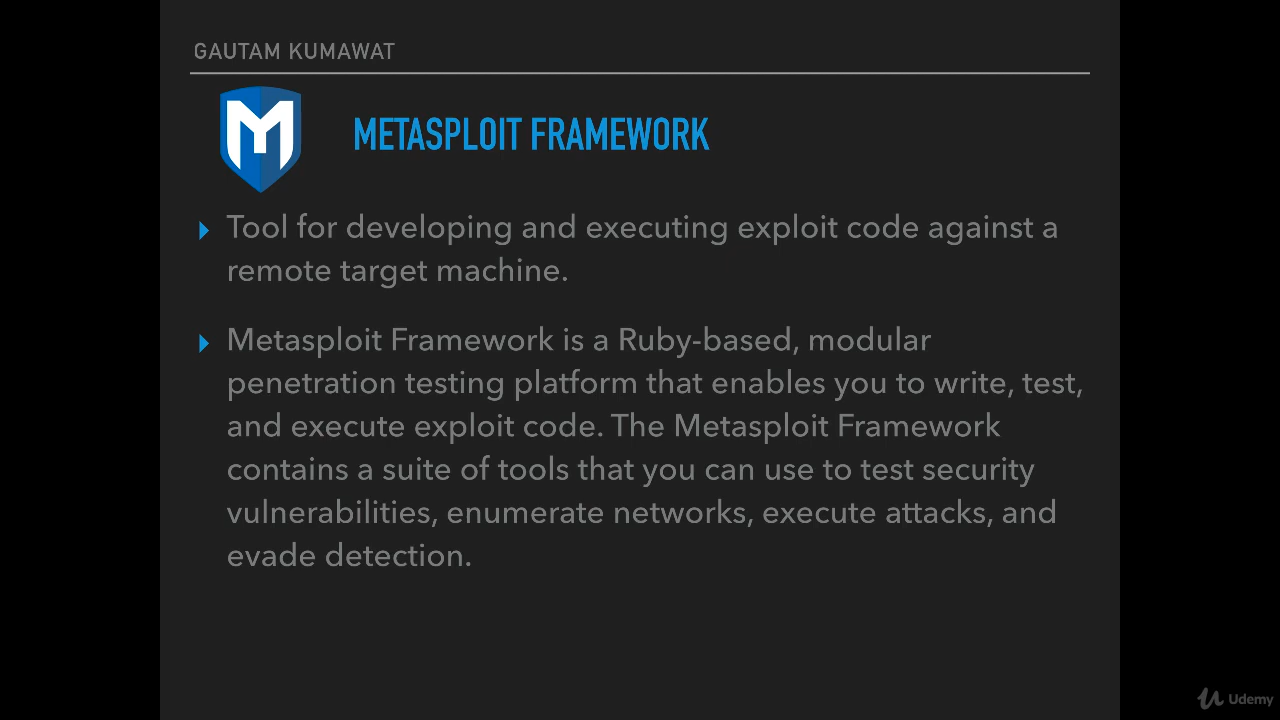 GAUTAM KUMAWAT
METASPLOIT FRAMEWORK
Tool for developing and executing exploit code against a
remote target machine.
Metasploit Framework is a Ruby-based, modular
penetration testing platform that enables you to write, test,
and execute exploit code. The Metasploit Framework
contains a suite of tools that you can use to test security
vulnerabilities, enumerate networks, execute attacks, and
evade detection.
Udemy